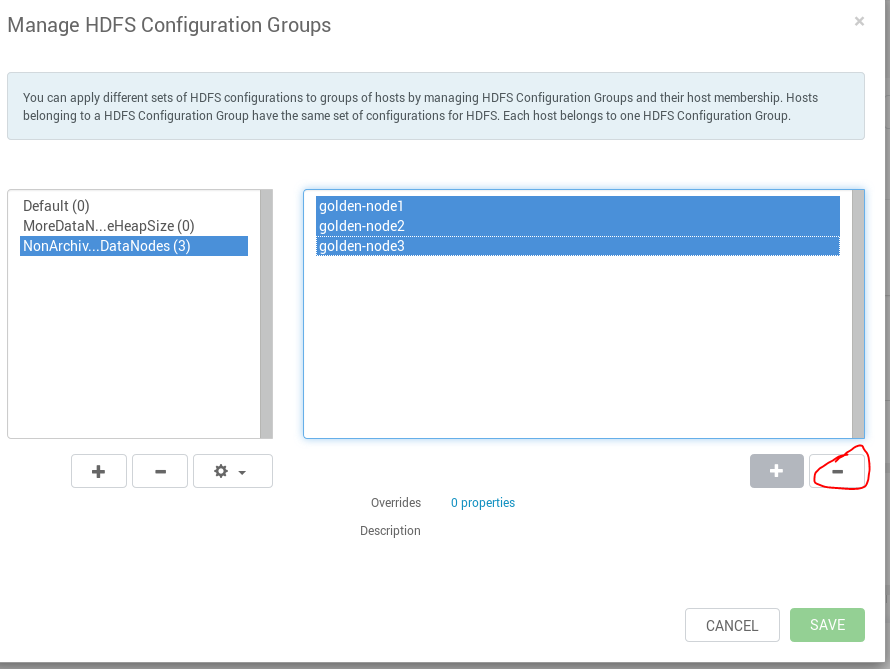 Manage HDFS Configuration Groups
×
You can apply different sets of HDFS configurations to groups of hosts by managing HDFS Configuration Groups and their host membership. Hosts
belonging to a HDFS Configuration Group have the same set of configurations for HDFS. Each host belongs to one HDFS Configuration Group.
Default (0)
MoreDataN...eHeapSize (0)
NonArchiv...DataNodes (3)
golden-node1
golden-node2
golden-node3
Overrides 0 properties
Description
CANCEL SAVE